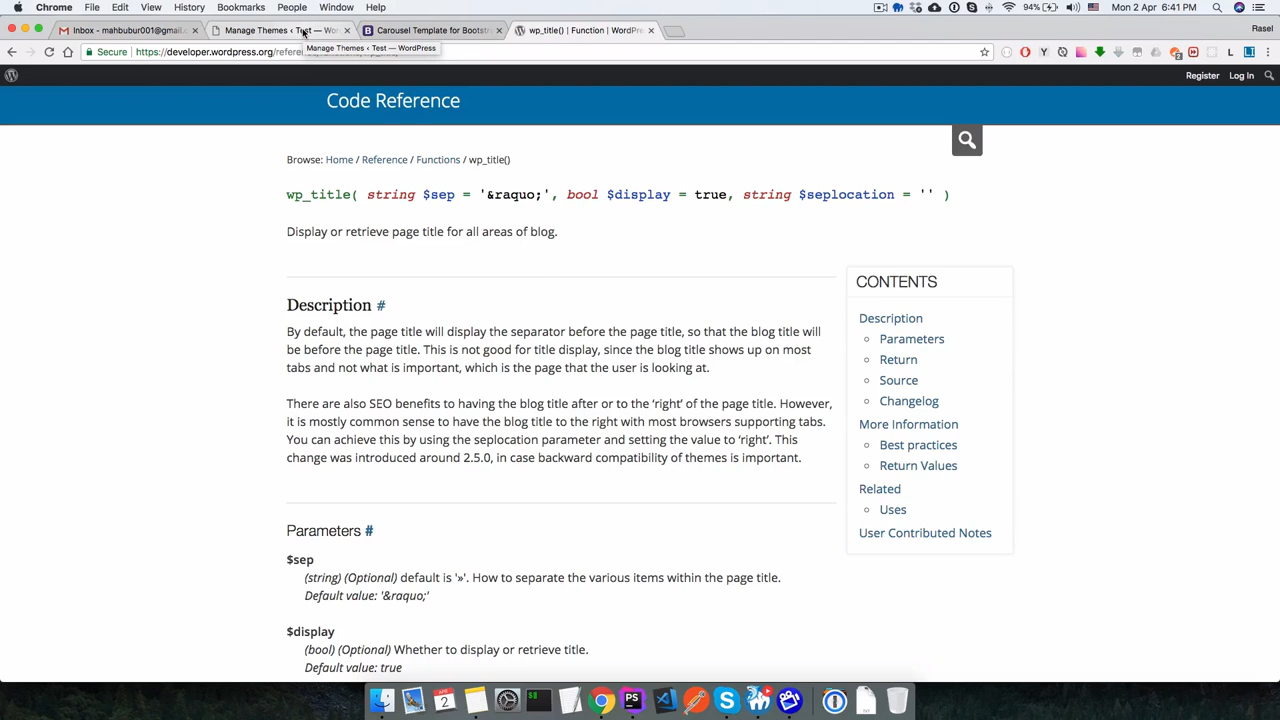 Chrome File Edit View History Bookmarks People Window Help
94% Mon 2 Apr 6:41 PM
Inbox - mahbubur001@gmail.c
Manage Themes ‹ Test — Wo
Carousel Template for Bootst
wp_title() | Function | WordPre
Rasel
Manage Themes ‹ Test — WordPress
Secure https://developer.wordpress.org/refere
Register Log In
Code Reference
Browse: Home / Reference / Functions / wp_title()
wp_title( string $sep = '&raquo;', bool $display = true, string $seplocation = '' )
Display or retrieve page title for all areas of blog.
Description #
By default, the page title will display the separator before the page title, so that the blog title will
be before the page title. This is not good for title display, since the blog title shows up on most
tabs and not what is important, which is the page that the user is looking at.
There are also SEO benefits to having the blog title after or to the ‘right’ of the page title. However,
it is mostly common sense to have the blog title to the right with most browsers supporting tabs.
You can achieve this by using the seplocation parameter and setting the value to ‘right’. This
change was introduced around 2.5.0, in case backward compatibility of themes is important.
Parameters #
$sep
(string) (Optional) default is '»'. How to separate the various items within the page title.
Default value: '&raquo;'
$display
(bool) (Optional) Whether to display or retrieve title.
Default value: true
CONTENTS
Description
Parameters
Return
Source
Changelog
More Information
Best practices
Return Values
Related
Uses
User Contributed Notes